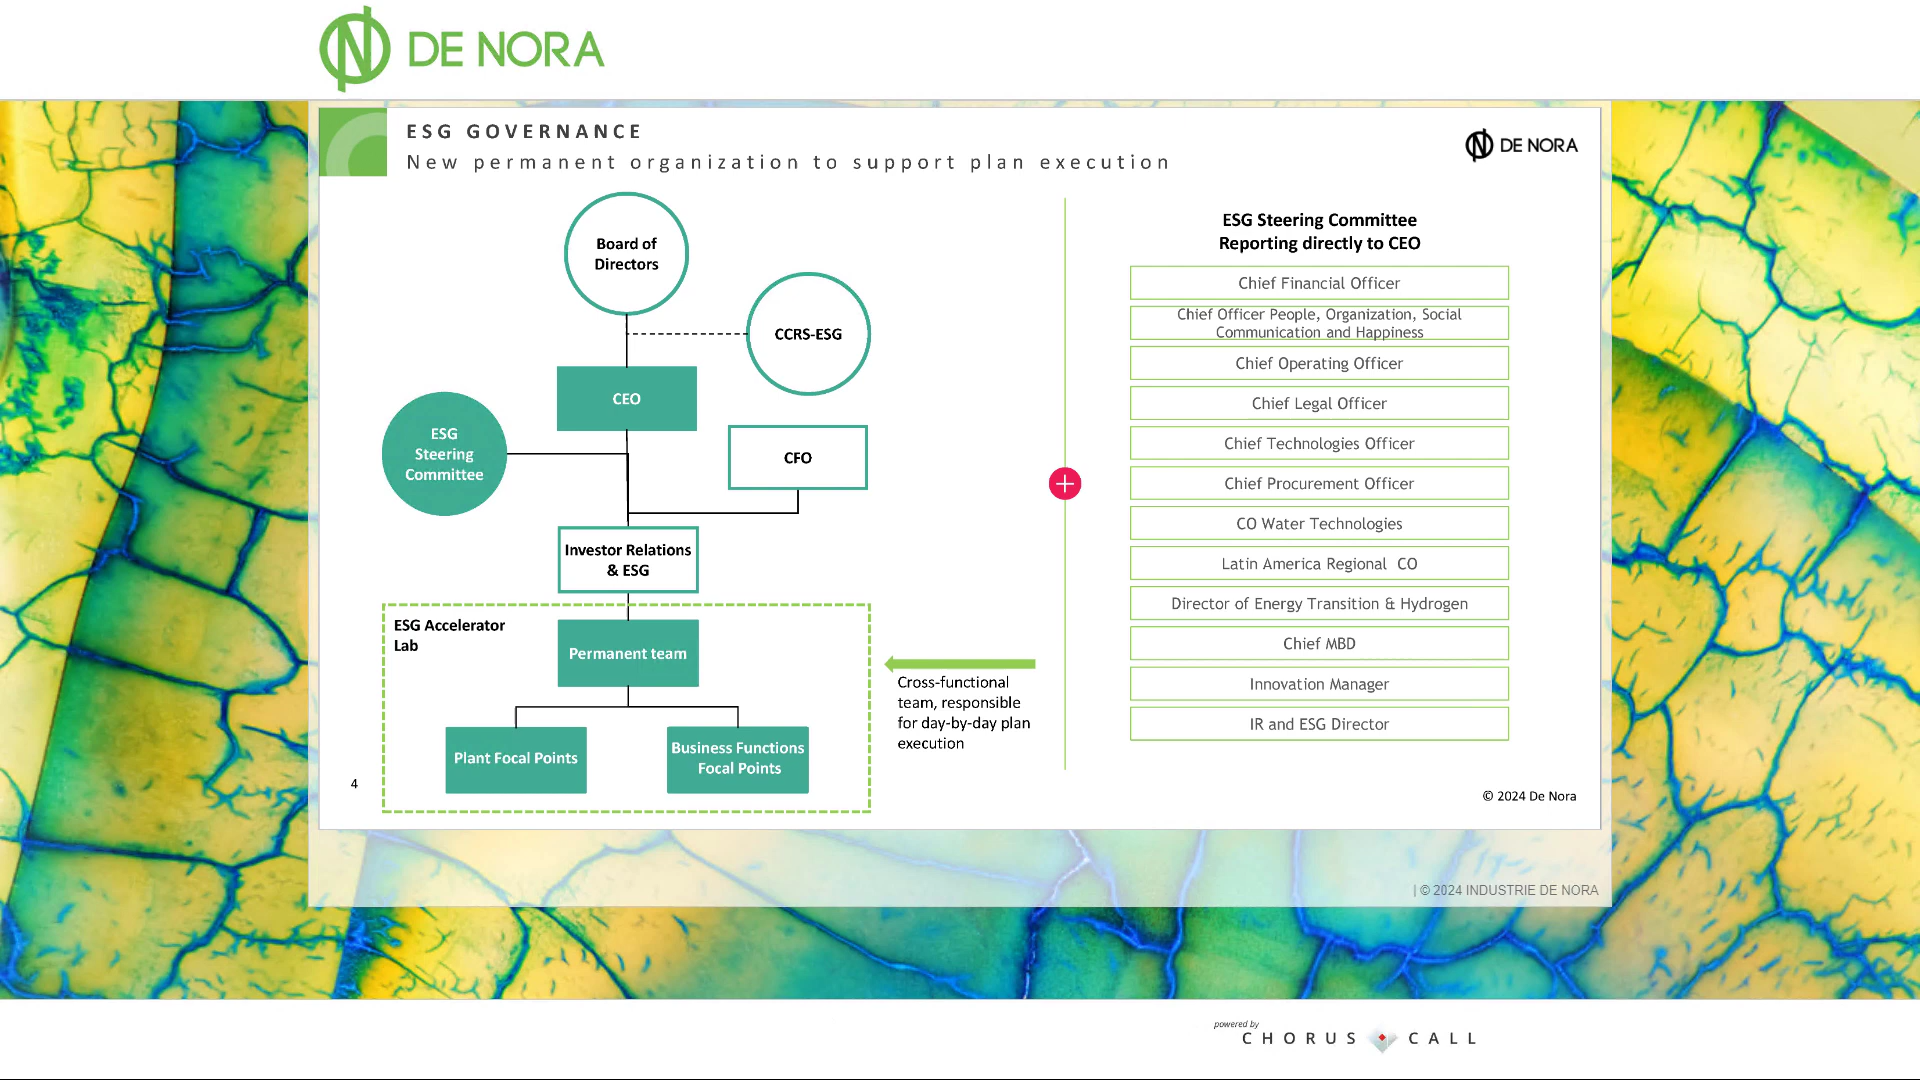 DE NORA
ESG GOVERNANCE
New permanent organization to support plan execution
DE NORA
Board of
Directors
CCRS-ESG
CEO
ESG
Steering
Committee
CFO
Investor Relations
& ESG
ESG Accelerator
Lab
Permanent team
Plant Focal Points
Business Functions
Focal Points
Cross-functional
team, responsible
for day-by-day plan
execution
ESG Steering Committee
Reporting directly to CEO
Chief Financial Officer
Chief Officer People, Organization, Social
Communication and Happiness
Chief Operating Officer
Chief Legal Officer
Chief Technologies Officer
Chief Procurement Officer
CO Water Technologies
Latin America Regional CO
Director of Energy Transition & Hydrogen
Chief MBD
Innovation Manager
IR and ESG Director
4
© 2024 De Nora
| © 2024 INDUSTRIE DE NORA
powered by
CHORUS CALL